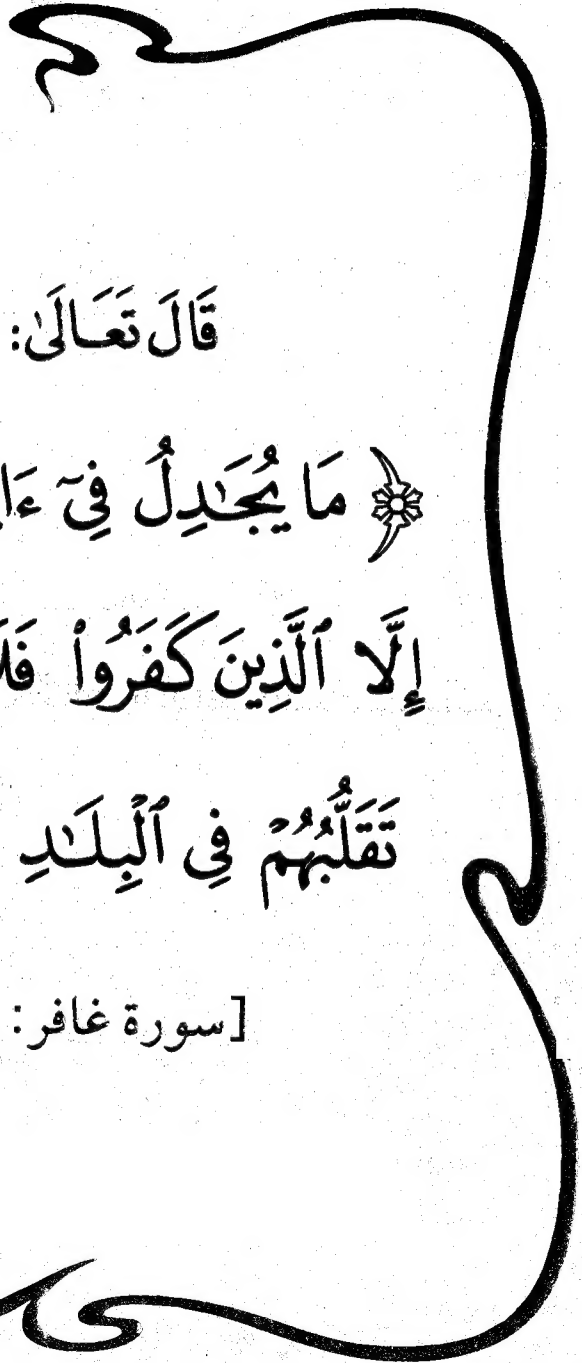 قَالَ تَعَالَىٰ:
﴿ مَا يُجَٰدِلُ فِىٓ
إِلَّا ٱلَّذِينَ كَفَرُوا۟
تَقَلُّبُهُمْ فِى ٱلْبِلَٰدِ
[سورة غافر: